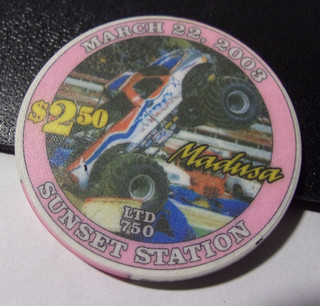 MARCH 22, 2003
$2.50
Madusa
LTD
750
SUNSET STATION